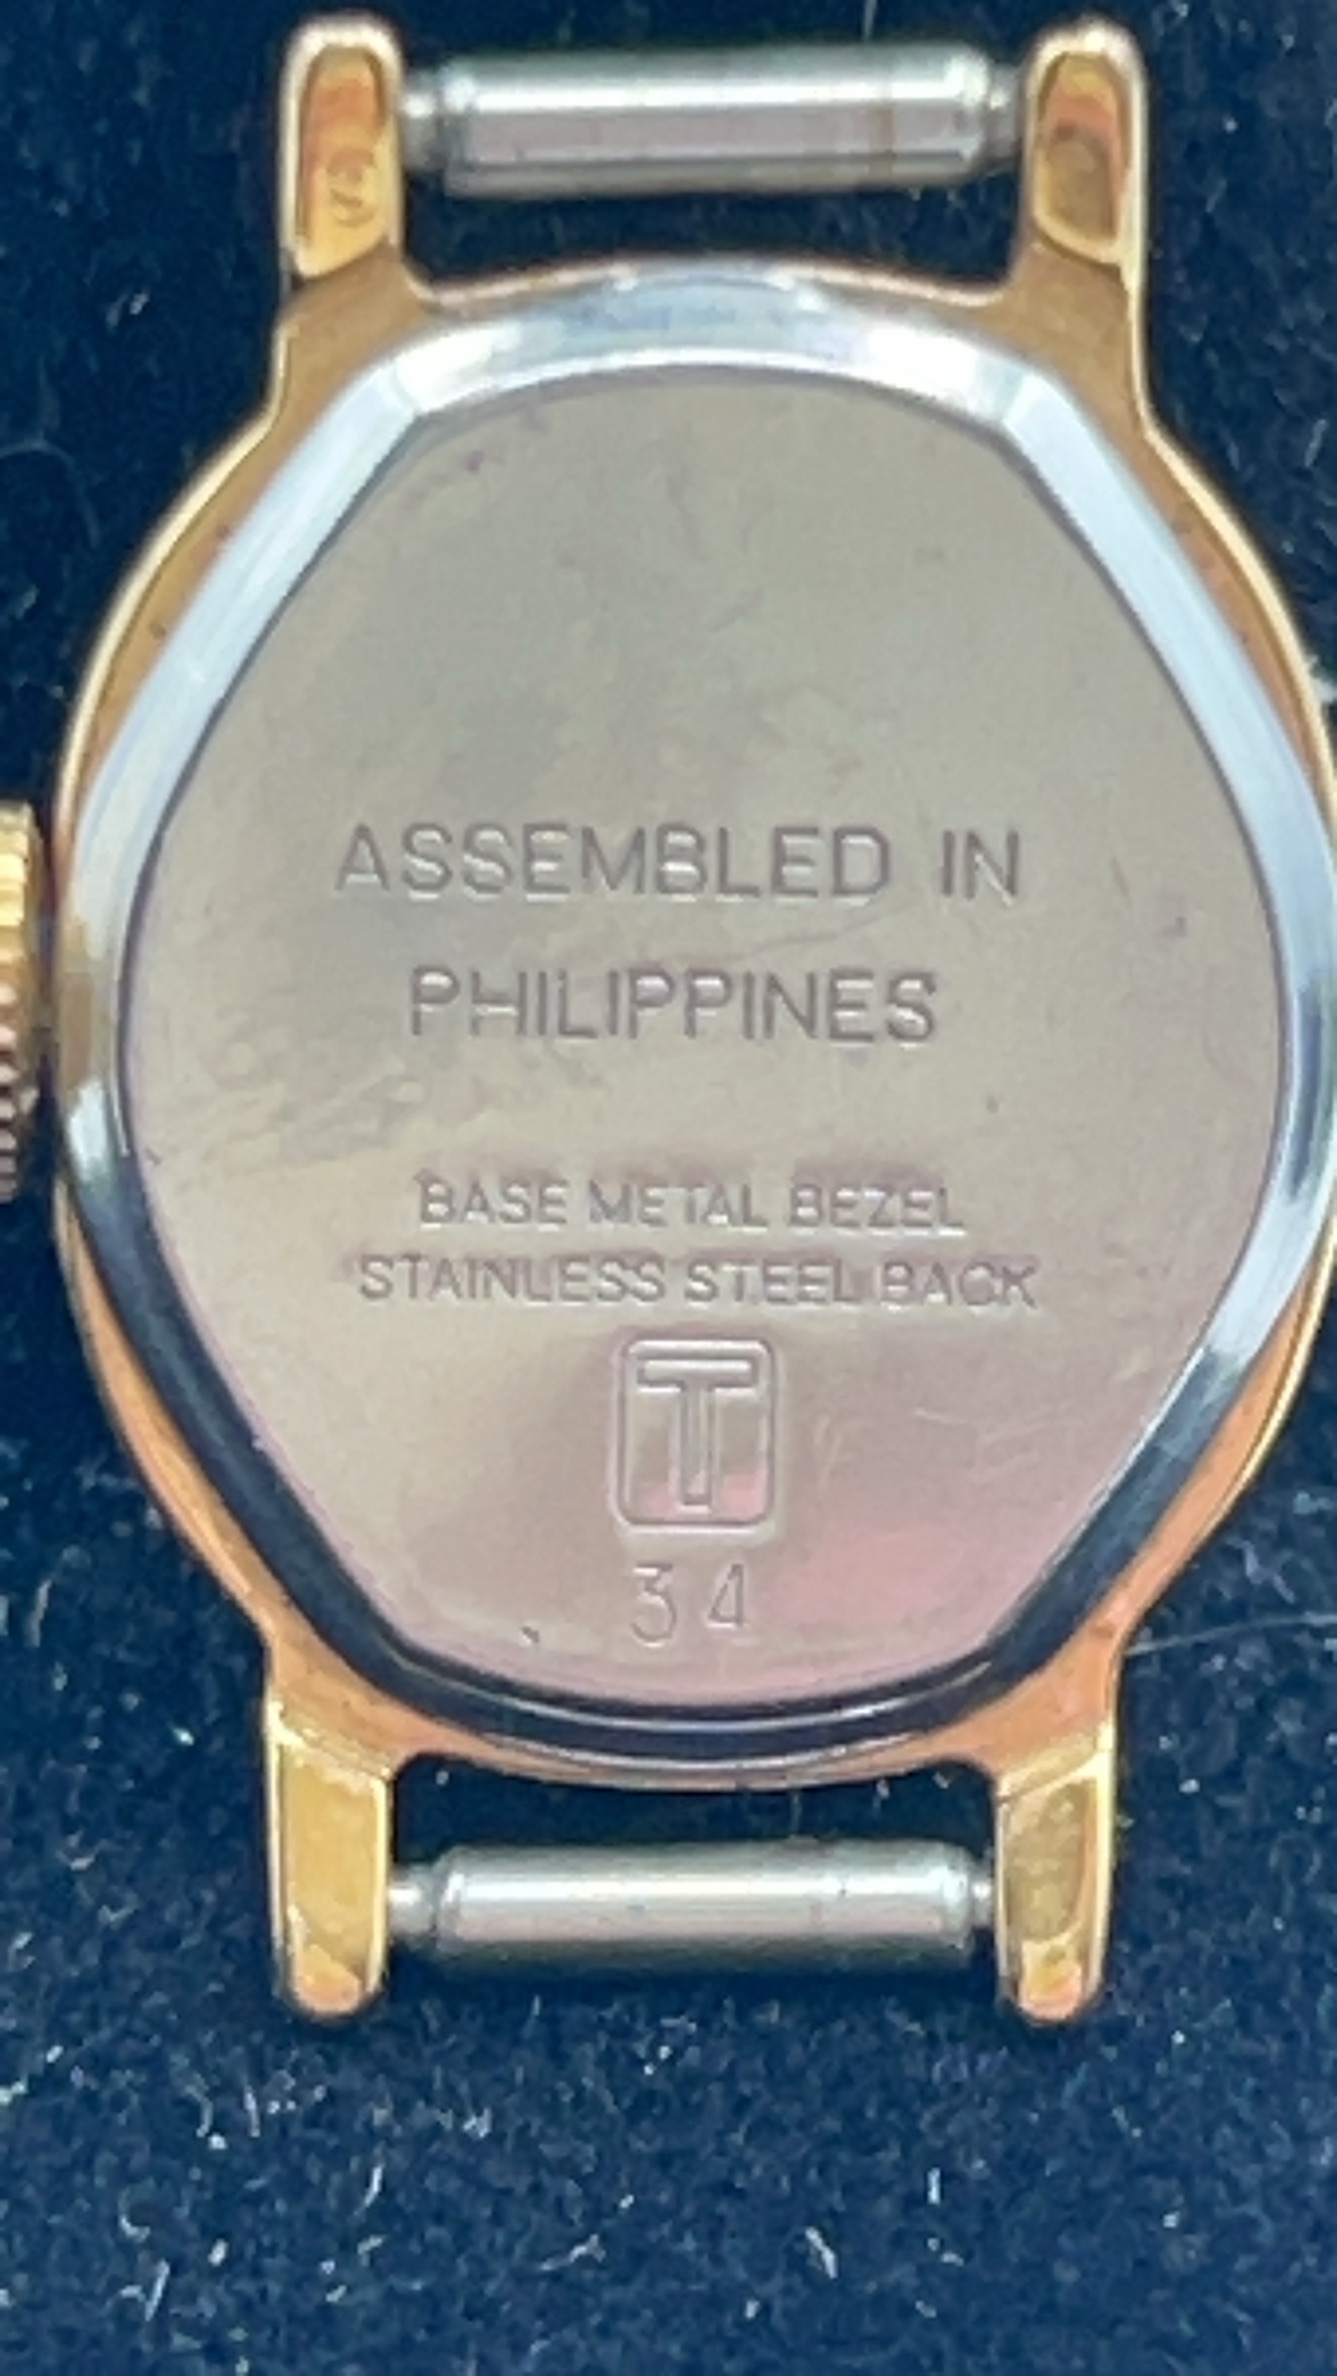 ASSEMBLED IN
PHILIPPINES
BASE METAL BEZEL
STAINLESS STEEL BACK
T
34